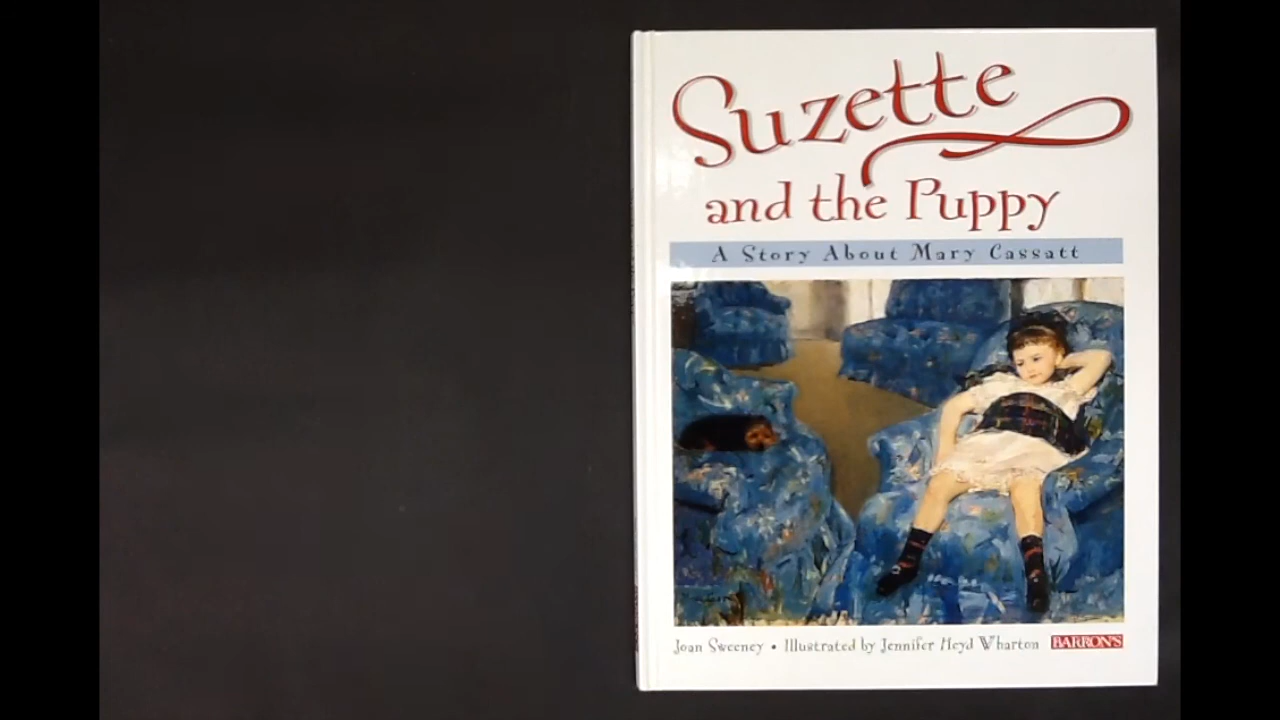 Suzette
and the Puppy
A Story About Mary Cassatt
Joan Sweeney • Illustrated by Jennifer Heyd Wharton BARRON'S